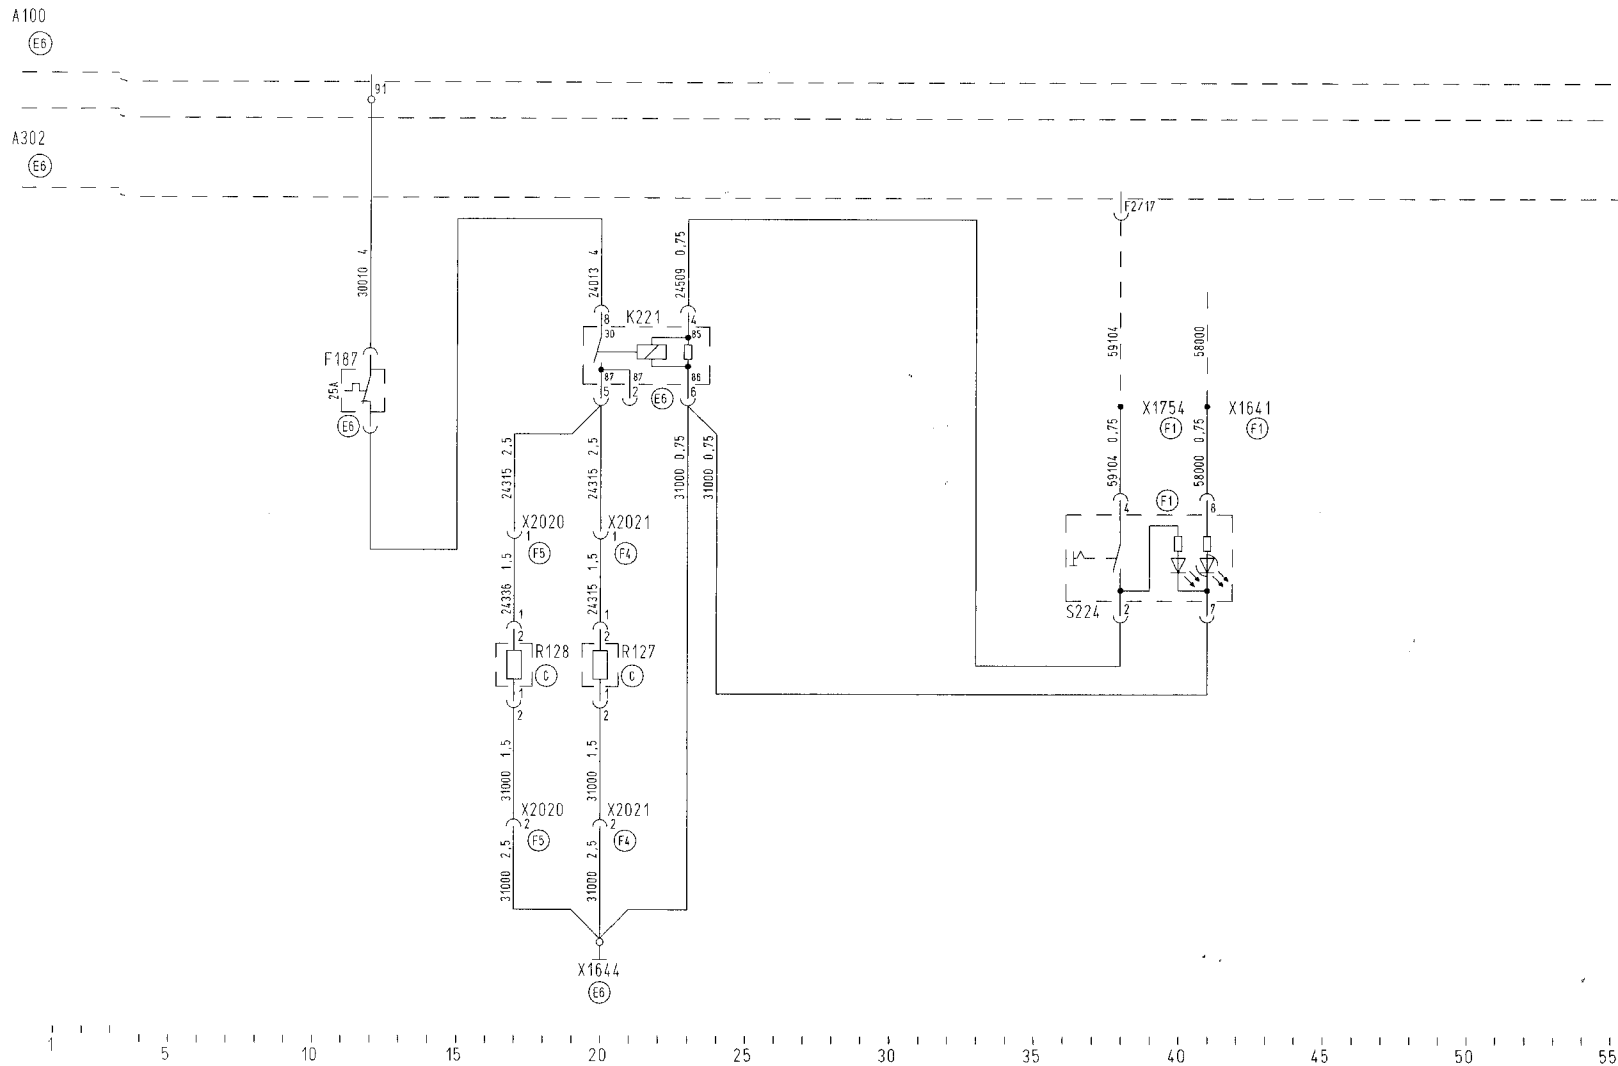 A100
E6
91
A302
E6
F2/17
30010 4
24013 4
24509 0.75
59104
58000
8
K221
4
30
85
F187
25A
87
87
86
5
2
E6
6
E6
X1754
F1
X1641
F1
24315 2.5
24315 2.5
31000 0.75
31000 0.75
59104 0.75
58000 0.75
4
F1
8
X2020
1
F5
X2021
1
F4
24336 1.5
24315 1.5
S224
2
7
1
2
1
2
R128
C
R127
C
1
2
1
2
31000 1.5
31000 1.5
X2020
2
F5
X2021
2
F4
31000 2.5
31000 2.5
X1644
E6
1 5 10 15 20 25 30 35 40 45 50 55